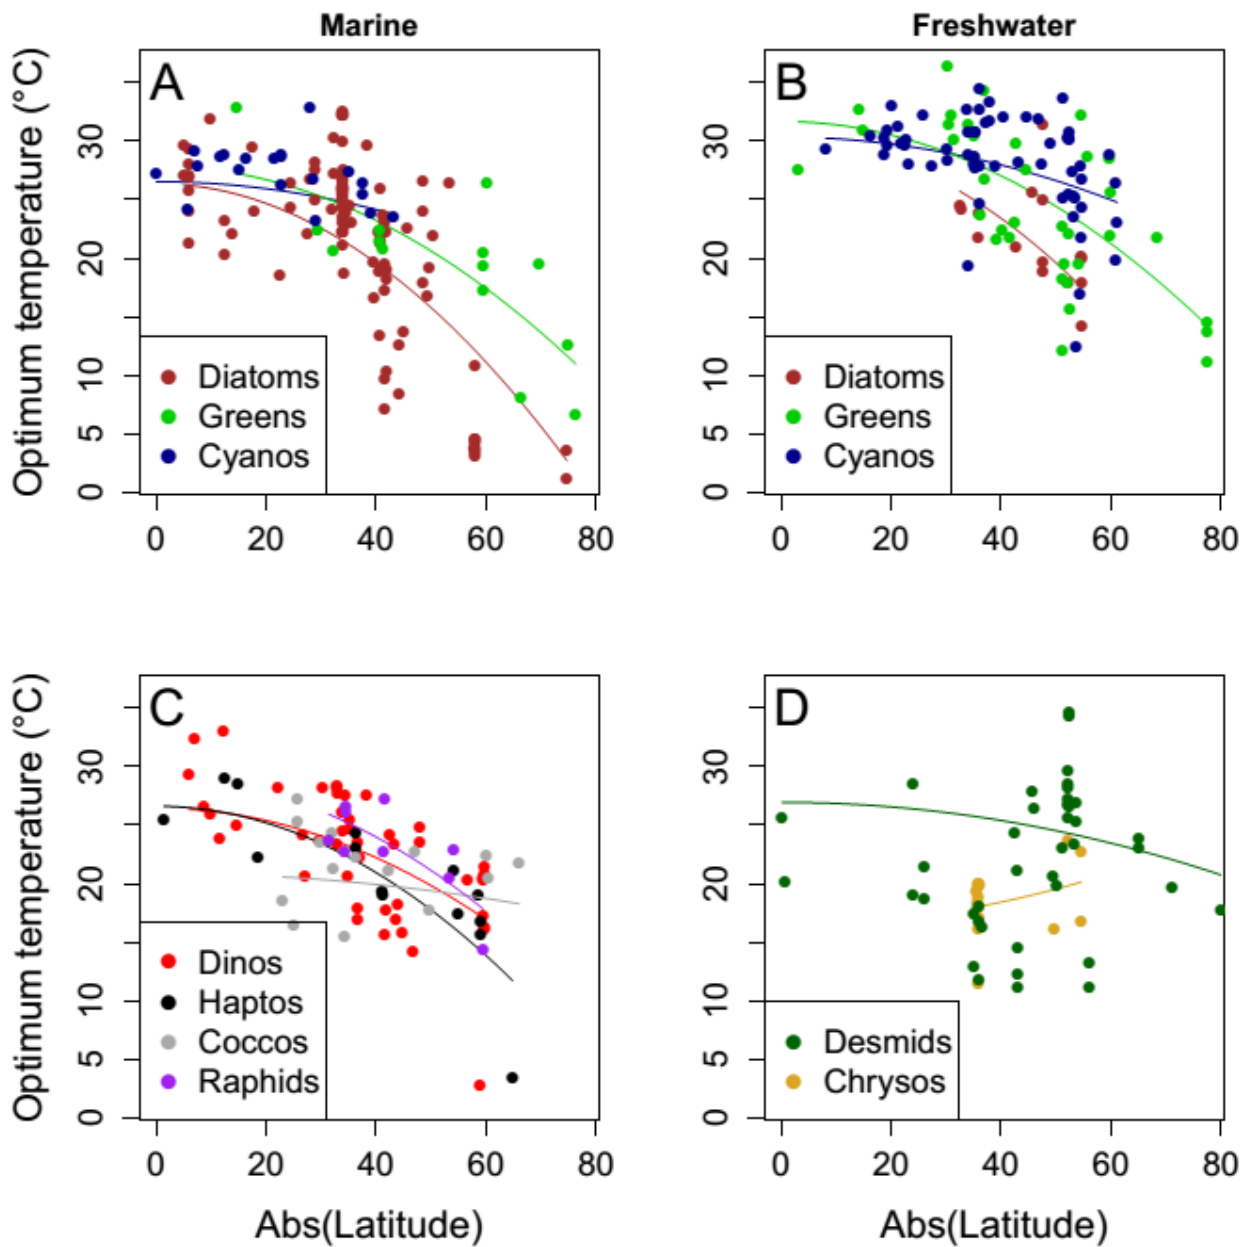 Marine
Freshwater
A
B
Optimum temperature (°C)
30
20
10
5
0
Diatoms
Greens
Cyanos
0 20 40 60 80
30
20
10
5
0
Diatoms
Greens
Cyanos
0 20 40 60 80
C
D
Optimum temperature (°C)
30
20
10
5
0
Dinos
Haptos
Coccos
Raphids
0 20 40 60 80
Abs(Latitude)
30
20
10
5
0
Desmids
Chrysos
0 20 40 60 80
Abs(Latitude)